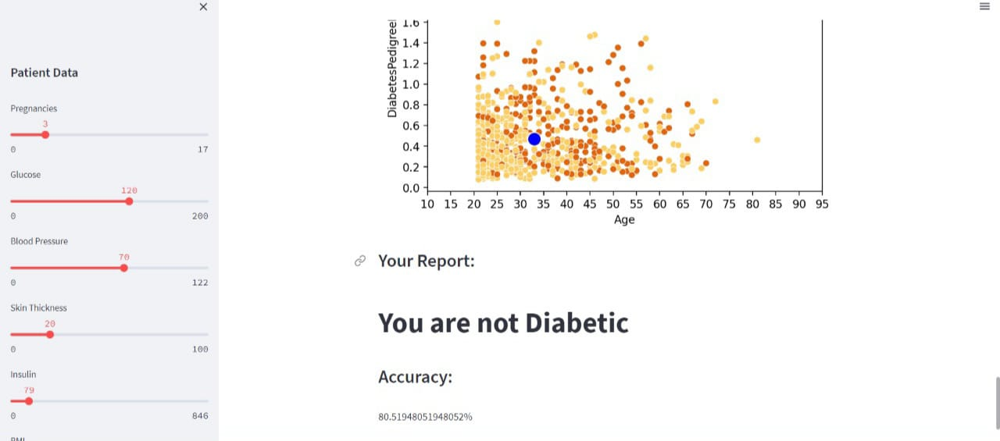 ×
Patient Data
Pregnancies
3
0 17
Glucose
120
0 200
Blood Pressure
70
0 122
Skin Thickness
20
0 100
Insulin
79
0 846
BMI
DiabetesPedigree
1.6
1.4
1.2
1.0
0.8
0.6
0.4
0.2
0.0
10 15 20 25 30 35 40 45 50 55 60 65 70 75 80 85 90 95
Age
Your Report:
You are not Diabetic
Accuracy:
80.51948051948052%